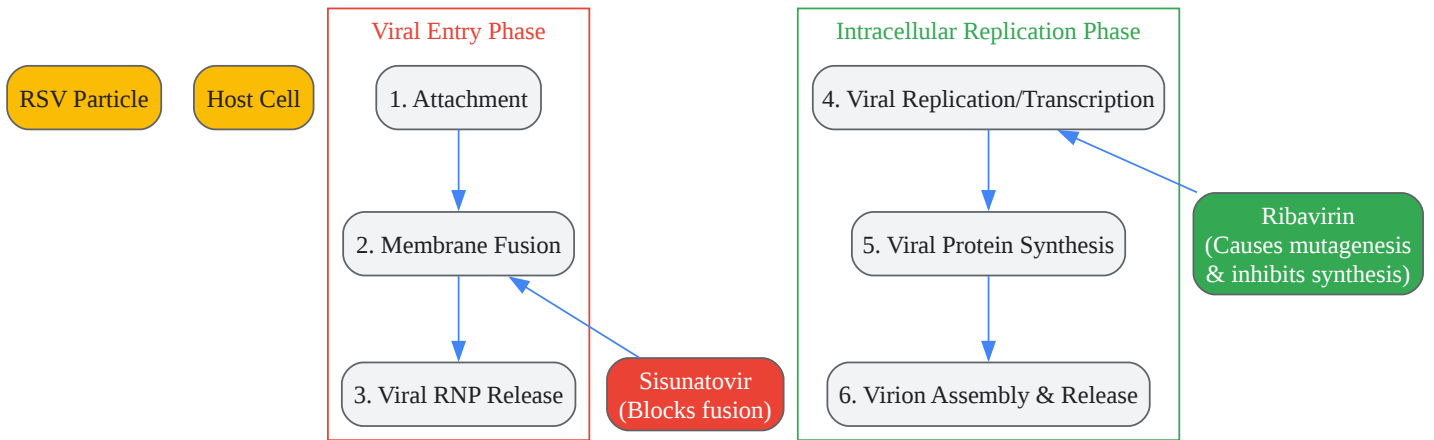 RSV Particle
Host Cell
Viral Entry Phase
1. Attachment
2. Membrane Fusion
3. Viral RNP Release
Sisunatovir
(Blocks fusion)
Intracellular Replication Phase
4. Viral Replication/Transcription
5. Viral Protein Synthesis
6. Virion Assembly & Release
Ribavirin
(Causes mutagenesis
& inhibits synthesis)